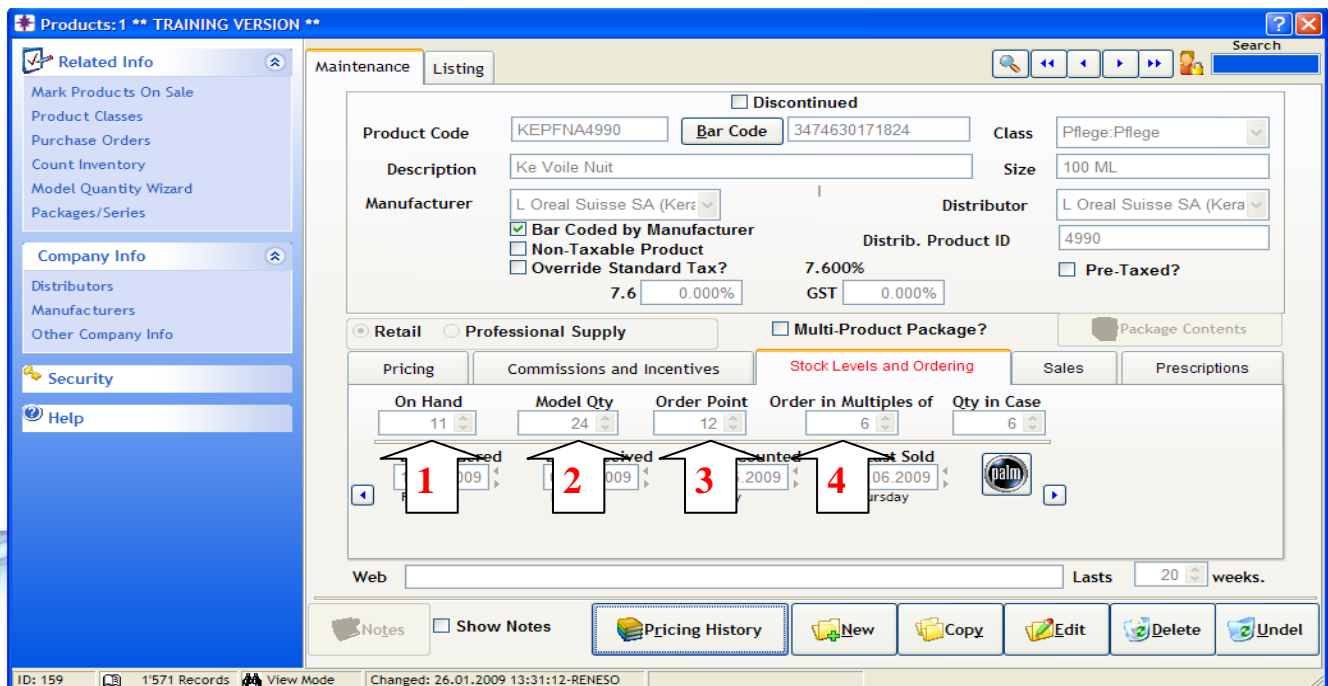 Products:1 ** TRAINING VERSION **
Search
Related Info
Mark Products On Sale
Product Classes
Purchase Orders
Count Inventory
Model Quantity Wizard
Packages/Series
Company Info
Distributors
Manufacturers
Other Company Info
Security
Help
Maintenance Listing
Discontinued
Product Code KEPFNA4990 Bar Code 3474630171824 Class Pflege:Pflege
Description Ke Voile Nuit Size 100 ML
Manufacturer L Oreal Suisse SA (Kera Distributor L Oreal Suisse SA (Kera
Bar Coded by Manufacturer
Non-Taxable Product Distrib. Product ID 4990
Override Standard Tax? 7.600% Pre-Taxed?
7.6 0.000% GST 0.000%
Retail Professional Supply Multi-Product Package? Package Contents
Pricing Commissions and Incentives Stock Levels and Ordering Sales Prescriptions
On Hand Model Qty Order Point Order in Multiples of Qty in Case
11 24 12 6 6
Sold
1 2 3 4
palm
Web Lasts 20 weeks.
Notes Show Notes Pricing History New Copy Edit Delete Undel
ID: 159 1'571 Records View Mode Changed: 26.01.2009 13:31:12-RENESO